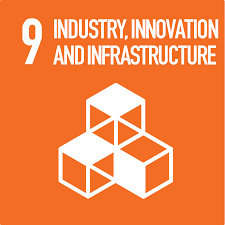 9 INDUSTRY, INNOVATION
AND INFRASTRUCTURE